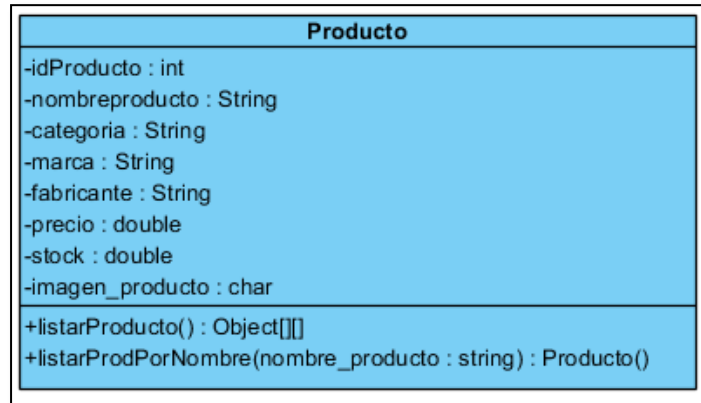 Producto
-idProducto : int
-nombreproducto : String
-categoria : String
-marca : String
-fabricante : String
-precio : double
-stock : double
-imagen_producto : char
+listarProducto() : Object[][]
+listarProdPorNombre(nombre_producto : string) : Producto()